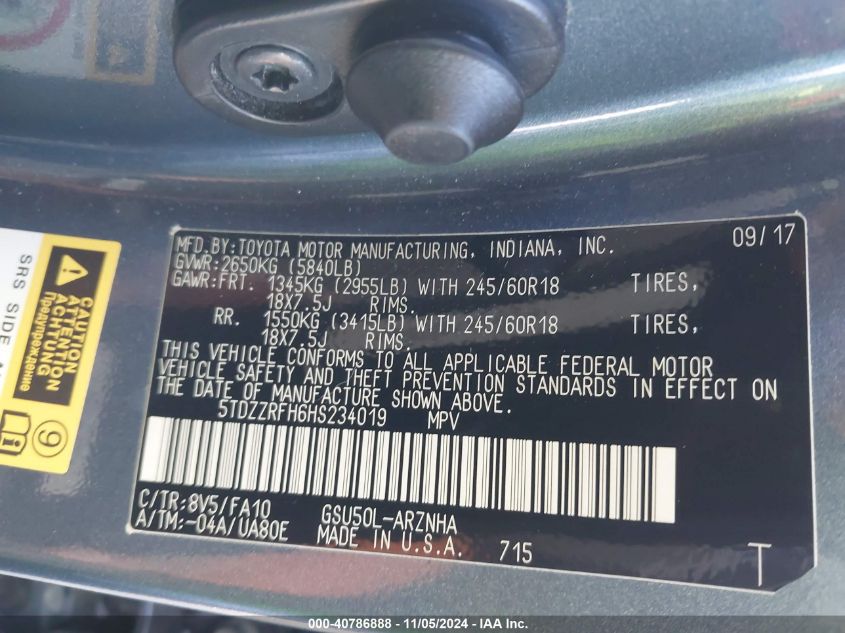 MFD. BY: TOYOTA MOTOR MANUFACTURING, INDIANA, INC. 09/17
GVWR: 2650KG (5840LB)
GAWR: FRT. 1345KG (2955LB) WITH 245/60R18 TIRES,
18X7.5J RIMS.
RR. 1550KG (3415LB) WITH 245/60R18 TIRES,
18X7.5J RIMS.
THIS VEHICLE CONFORMS TO ALL APPLICABLE FEDERAL MOTOR
VEHICLE SAFETY AND THEFT PREVENTION STANDARDS IN EFFECT ON
THE DATE OF MANUFACTURE SHOWN ABOVE.
5TDZZRFH6HS234019 MPV
C/TR: 8V5/FA10 GSU50L-ARZNHA
A/TM: -04A/UA80E MADE IN U.S.A. 715 T
SRS SIDE
CAUTION
ATTENTION
ACHTUNG
Предупреждение
9
000-40786888 - 11/05/2024 - IAA Inc.